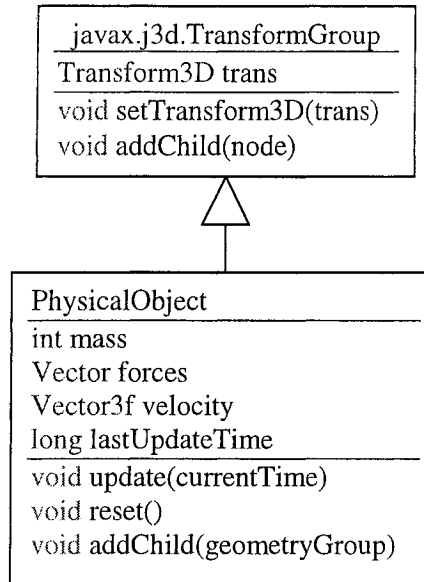 javax.j3d.TransformGroup
Transform3D trans
void setTransform3D(trans)
void addChild(node)
PhysicalObject
int mass
Vector forces
Vector3f velocity
long lastUpdateTime
void update(currentTime)
void reset()
void addChild(geometryGroup)